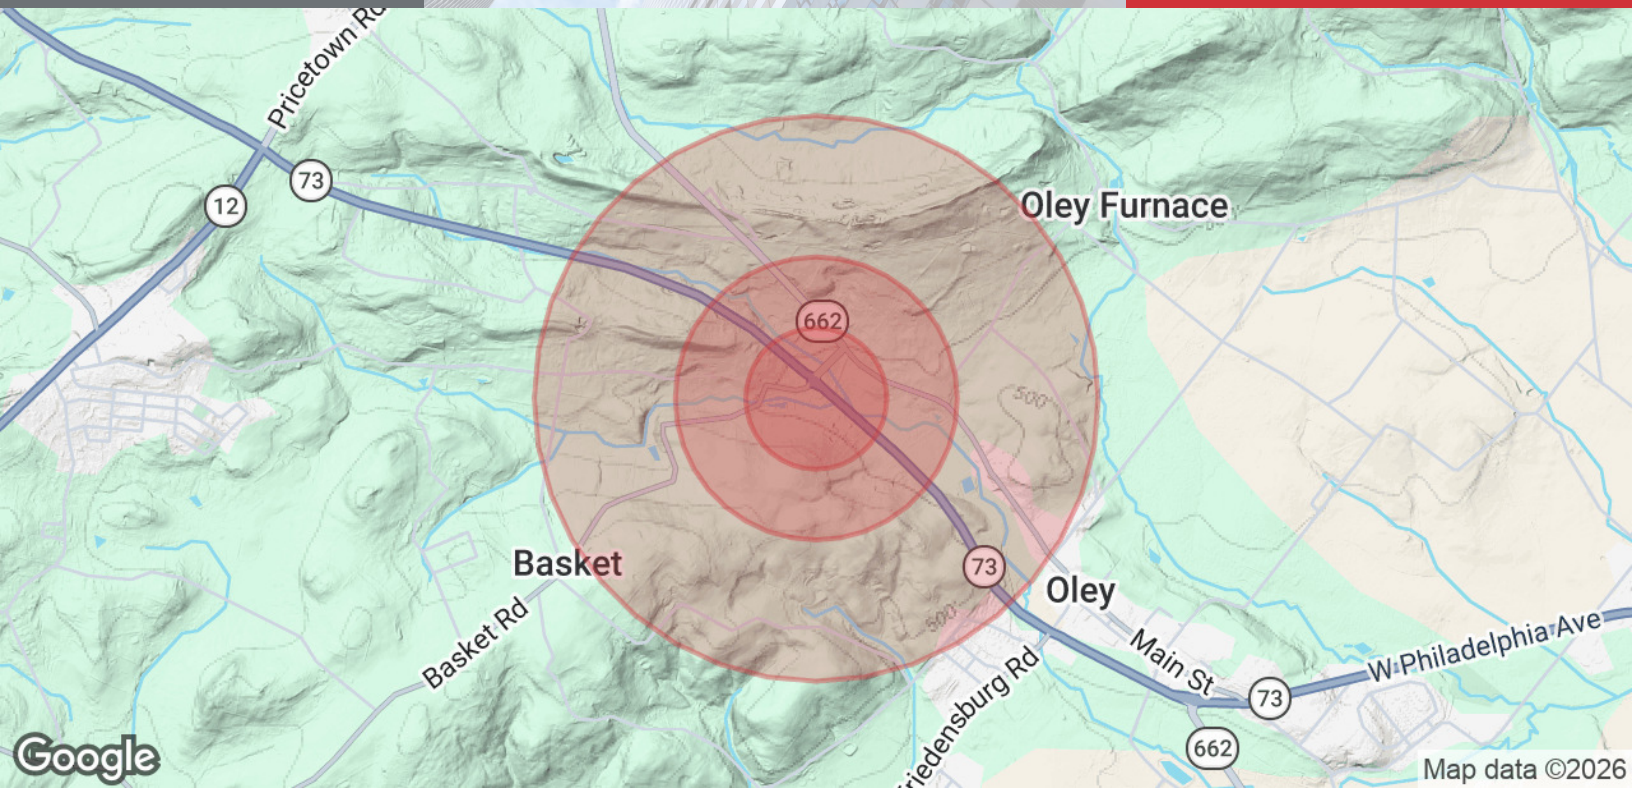 Pricetown Rd
73
12
Oley Furnace
662
500'
Basket
73
Oley
500'
Basket Rd
Main St
W Philadelphia Ave
Friedensburg Rd
73
662
Google
Map data ©2026